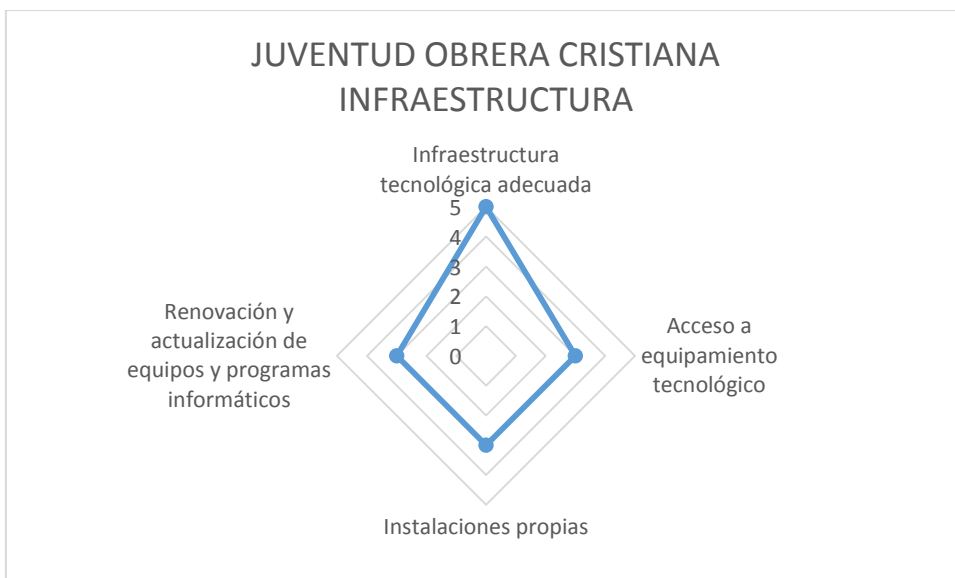 JUVENTUD OBRERA CRISTIANA
INFRAESTRUCTURA
Infraestructura
tecnológica adecuada
5
4
3
2
1
0
Acceso a
equipamiento
tecnológico
Instalaciones propias
Renovación y
actualización de
equipos y programas
informáticos